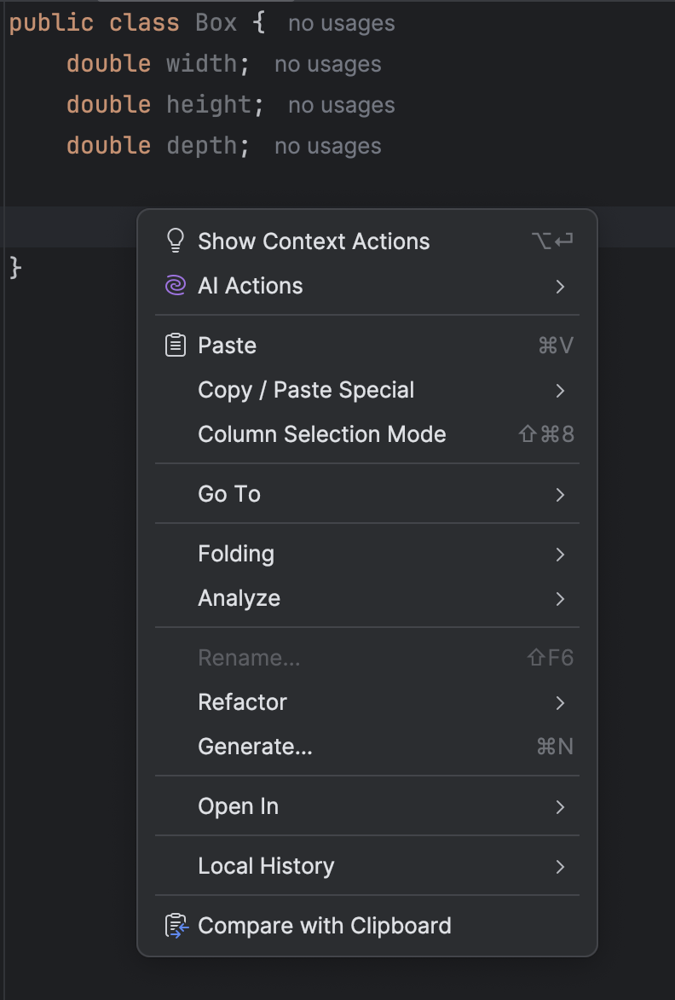 public class Box {   no usages
    double width;   no usages
    double height;   no usages
    double depth;   no usages
Show Context Actions ⌥⏎
AI Actions >
}
Paste ⌘V
Copy / Paste Special >
Column Selection Mode ⇧⌘8
Go To >
Folding >
Analyze >
Rename... ⇧F6
Refactor >
Generate... ⌘N
Open In >
Local History >
Compare with Clipboard